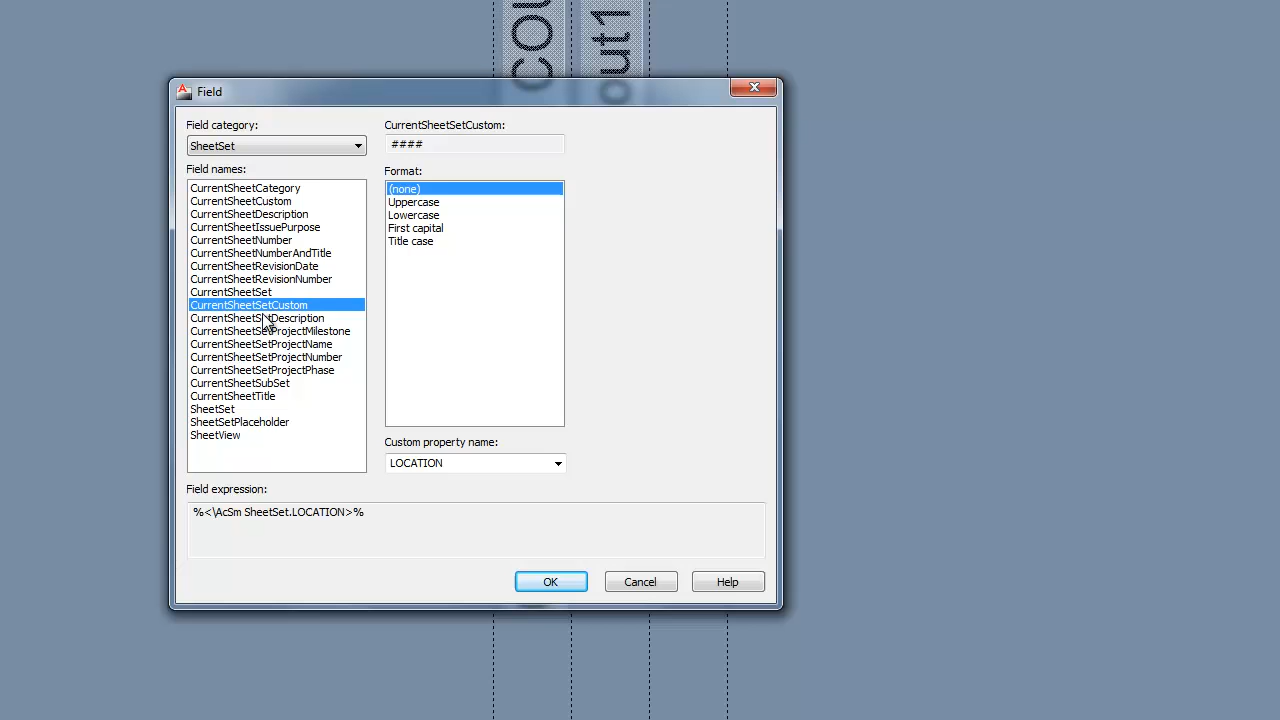 COU
out1
Field
Field category:
SheetSet
Field names:
CurrentSheetCategory
CurrentSheetCustom
CurrentSheetDescription
CurrentSheetIssuePurpose
CurrentSheetNumber
CurrentSheetNumberAndTitle
CurrentSheetRevisionDate
CurrentSheetRevisionNumber
CurrentSheetSet
CurrentSheetSetCustom
CurrentSheetSetDescription
CurrentSheetSetProjectMilestone
CurrentSheetSetProjectName
CurrentSheetSetProjectNumber
CurrentSheetSetProjectPhase
CurrentSheetSubSet
CurrentSheetTitle
SheetSet
SheetSetPlaceholder
SheetView
CurrentSheetSetCustom:
####
Format:
(none)
Uppercase
Lowercase
First capital
Title case
Custom property name:
LOCATION
Field expression:
%<\AcSm SheetSet.LOCATION>%
OK
Cancel
Help